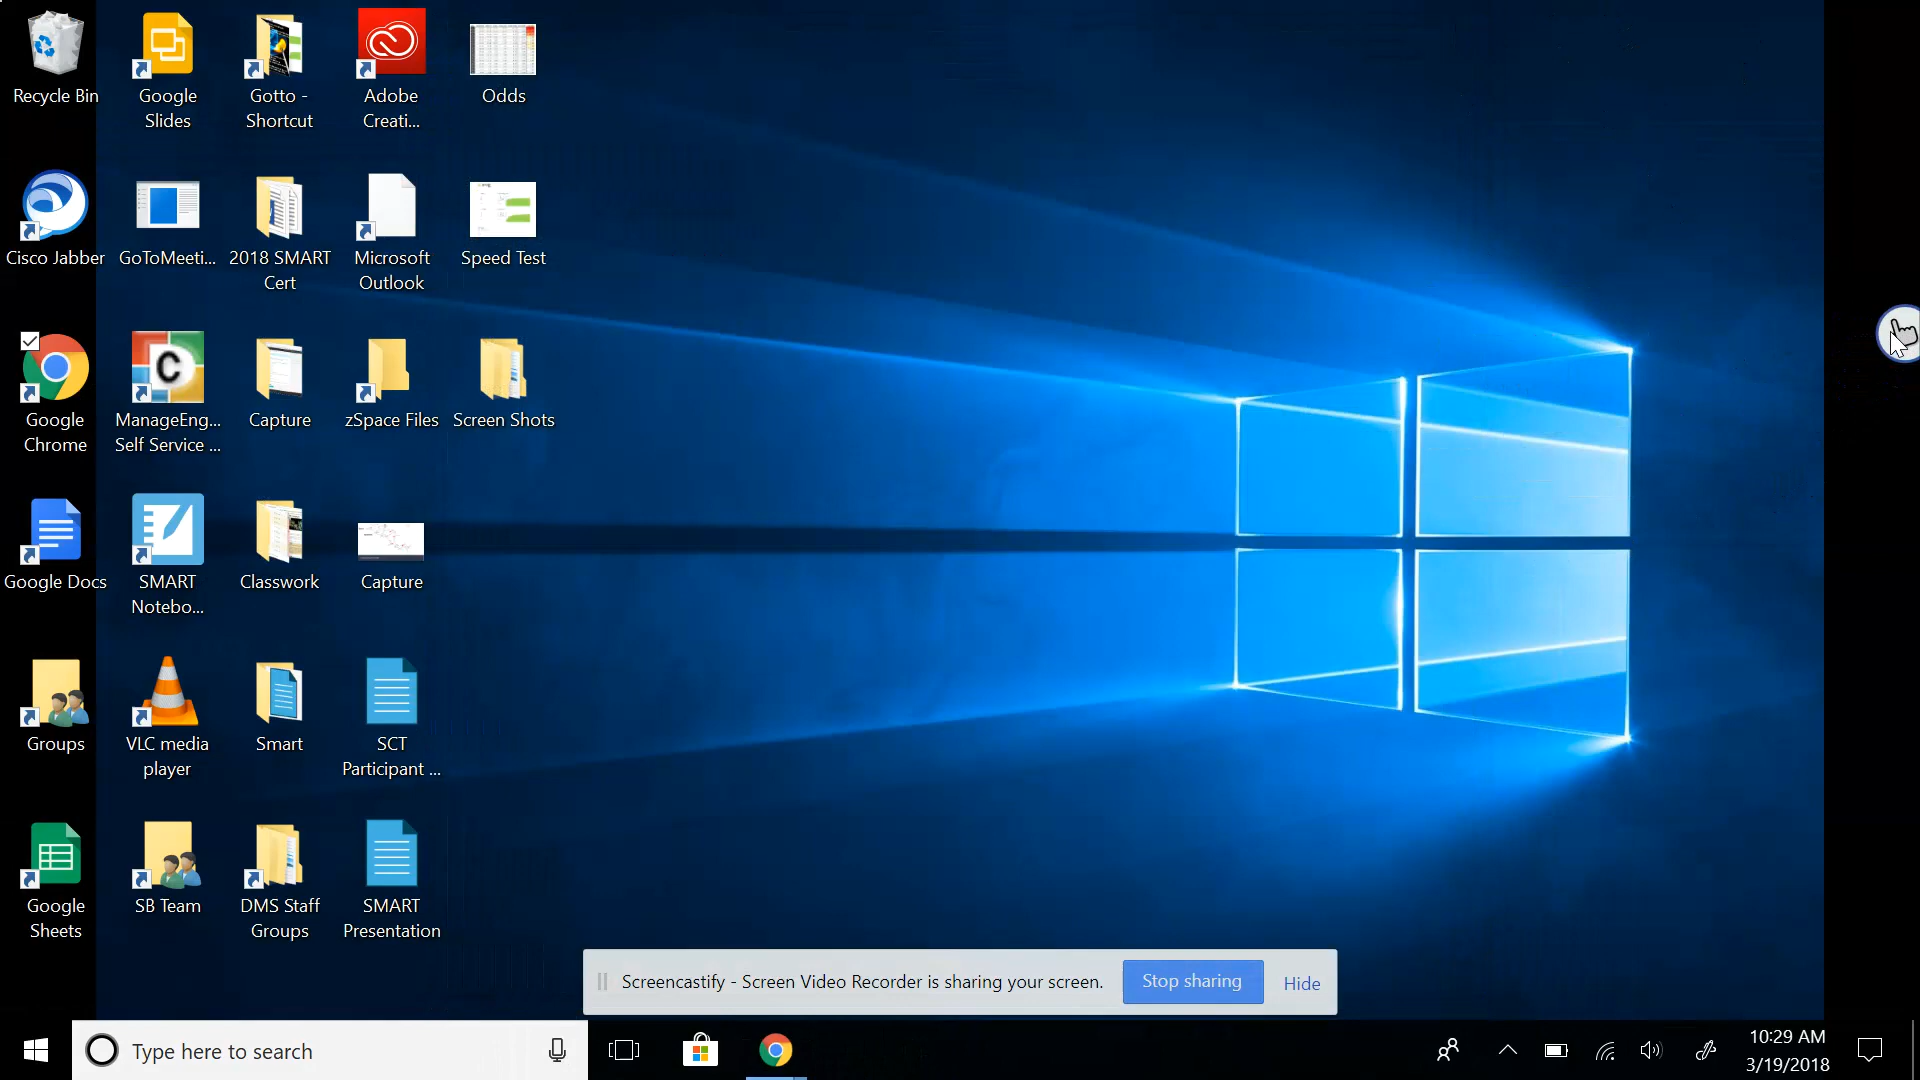 Recycle Bin
Google
Slides
Gotto -
Shortcut
Adobe
Creati...
Odds
Cisco Jabber
GoToMeeti...
2018 SMART
Cert
Microsoft
Outlook
Speed Test
Google
Chrome
C
ManageEng...
Self Service ...
Capture
zSpace Files
Screen Shots
Google Docs
SMART
Notebo...
Classwork
Capture
Groups
VLC media
player
Smart
SCT
Participant ...
Google
Sheets
SB Team
DMS Staff
Groups
SMART
Presentation
Screencastify - Screen Video Recorder is sharing your screen.
Stop sharing
Hide
Type here to search
10:29 AM
3/19/2018